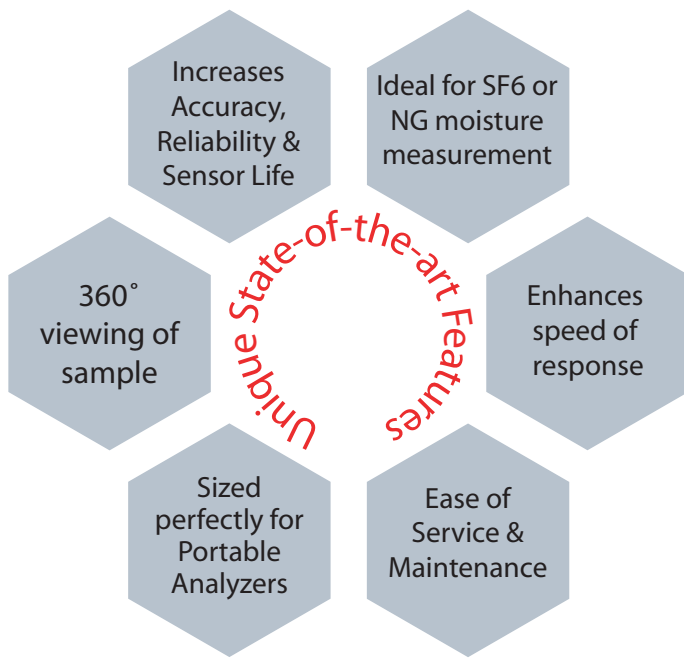 Increases
Accuracy,
Reliability &
Sensor Life
Ideal for SF6 or
NG moisture
measurement
360°
viewing of
sample
Unique State-of-the-art Features
Enhances
speed of
response
Sized
perfectly for
Portable
Analyzers
Ease of
Service &
Maintenance